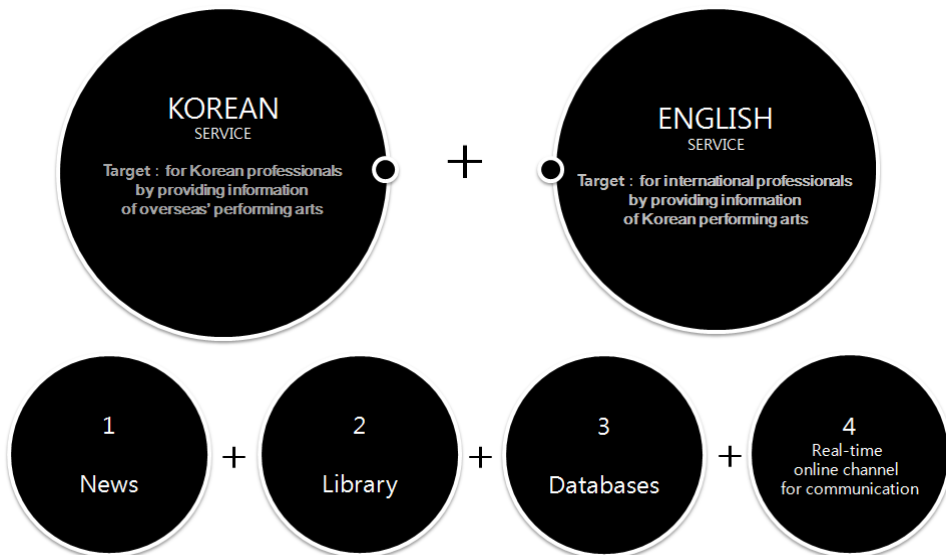 KOREAN
SERVICE
Target : for Korean professionals
by providing information
of overseas' performing arts
+
ENGLISH
SERVICE
Target : for international professionals
by providing information
of Korean performing arts
1
News
+
2
Library
+
3
Databases
+
4
Real-time
online channel
for communication